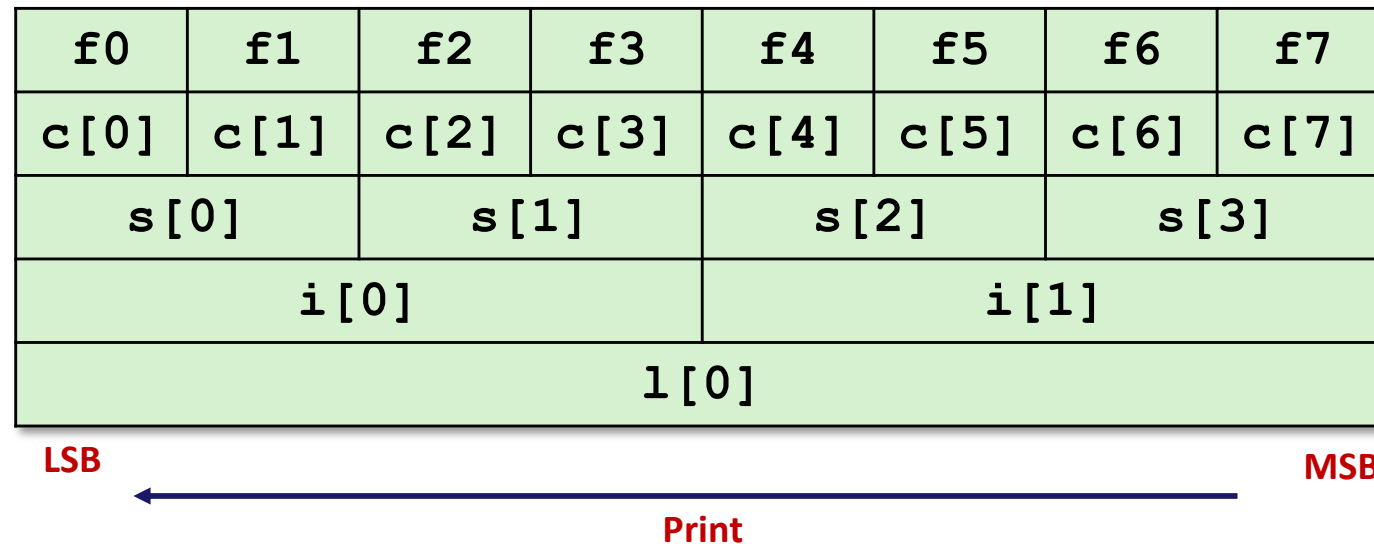 f0 f1 f2 f3 f4 f5 f6 f7
c[0] c[1] c[2] c[3] c[4] c[5] c[6] c[7]
s[0] s[1] s[2] s[3]
i[0] i[1]
l[0]
LSB MSB
Print